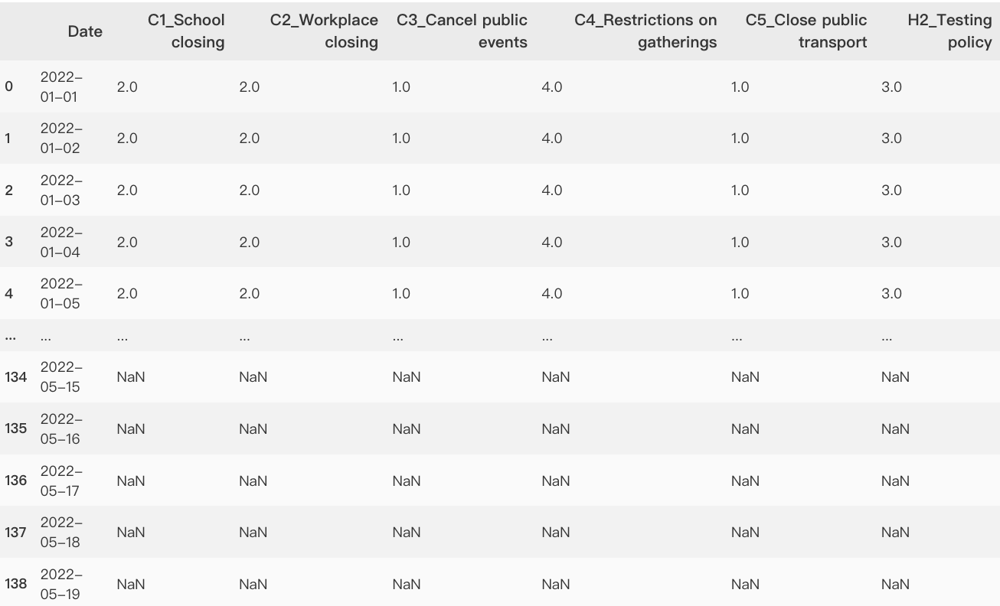 Date C1_School closing C2_Workplace closing C3_Cancel public events C4_Restrictions on gatherings C5_Close public transport H2_Testing policy
0 2022-01-01 2.0 2.0 1.0 4.0 1.0 3.0
1 2022-01-02 2.0 2.0 1.0 4.0 1.0 3.0
2 2022-01-03 2.0 2.0 1.0 4.0 1.0 3.0
3 2022-01-04 2.0 2.0 1.0 4.0 1.0 3.0
4 2022-01-05 2.0 2.0 1.0 4.0 1.0 3.0
... ... ... ... ... ... ... ...
134 2022-05-15 NaN NaN NaN NaN NaN NaN
135 2022-05-16 NaN NaN NaN NaN NaN NaN
136 2022-05-17 NaN NaN NaN NaN NaN NaN
137 2022-05-18 NaN NaN NaN NaN NaN NaN
138 2022-05-19 NaN NaN NaN NaN NaN NaN